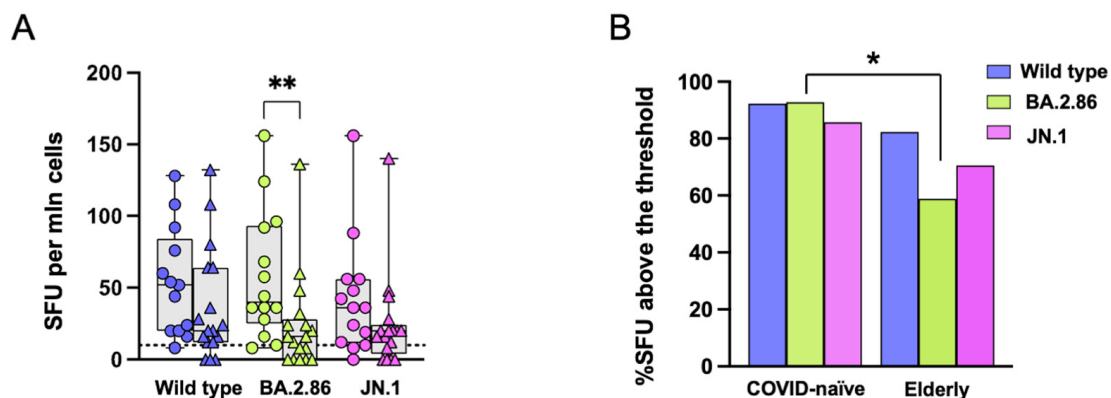 A
SFU per mln cells
200
150
100
50
0
**
Wild type BA.2.86 JN.1
B
%SFU above the threshold
100
80
60
40
20
0
*
COVID-naïve Elderly
Wild type
BA.2.86
JN.1